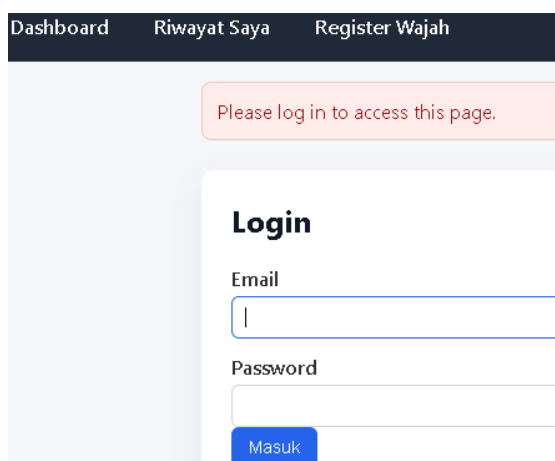 Dashboard Riwayat Saya Register Wajah
Please log in to access this page.
Login
Email
Password
Masuk